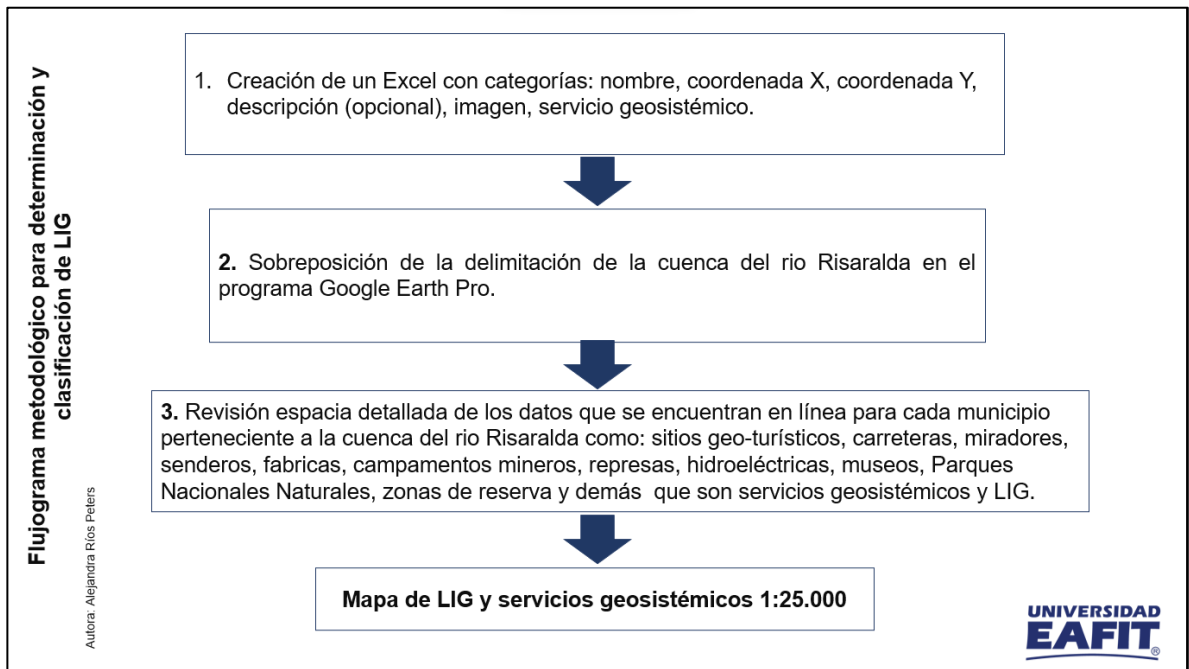 Flujograma metodológico para determinación y
clasificación de LIG
Autora: Alejandra Ríos Peters
1. Creación de un Excel con categorías: nombre, coordenada X, coordenada Y,
descripción (opcional), imagen, servicio geosistémico.
2. Sobreposición de la delimitación de la cuenca del rio Risaralda en el
programa Google Earth Pro.
3. Revisión espacia detallada de los datos que se encuentran en línea para cada municipio
perteneciente a la cuenca del rio Risaralda como: sitios geo-turísticos, carreteras, miradores,
senderos, fabricas, campamentos mineros, represas, hidroeléctricas, museos, Parques
Nacionales Naturales, zonas de reserva y demás que son servicios geosistémicos y LIG.
Mapa de LIG y servicios geosistémicos 1:25.000
UNIVERSIDAD
EAFIT®